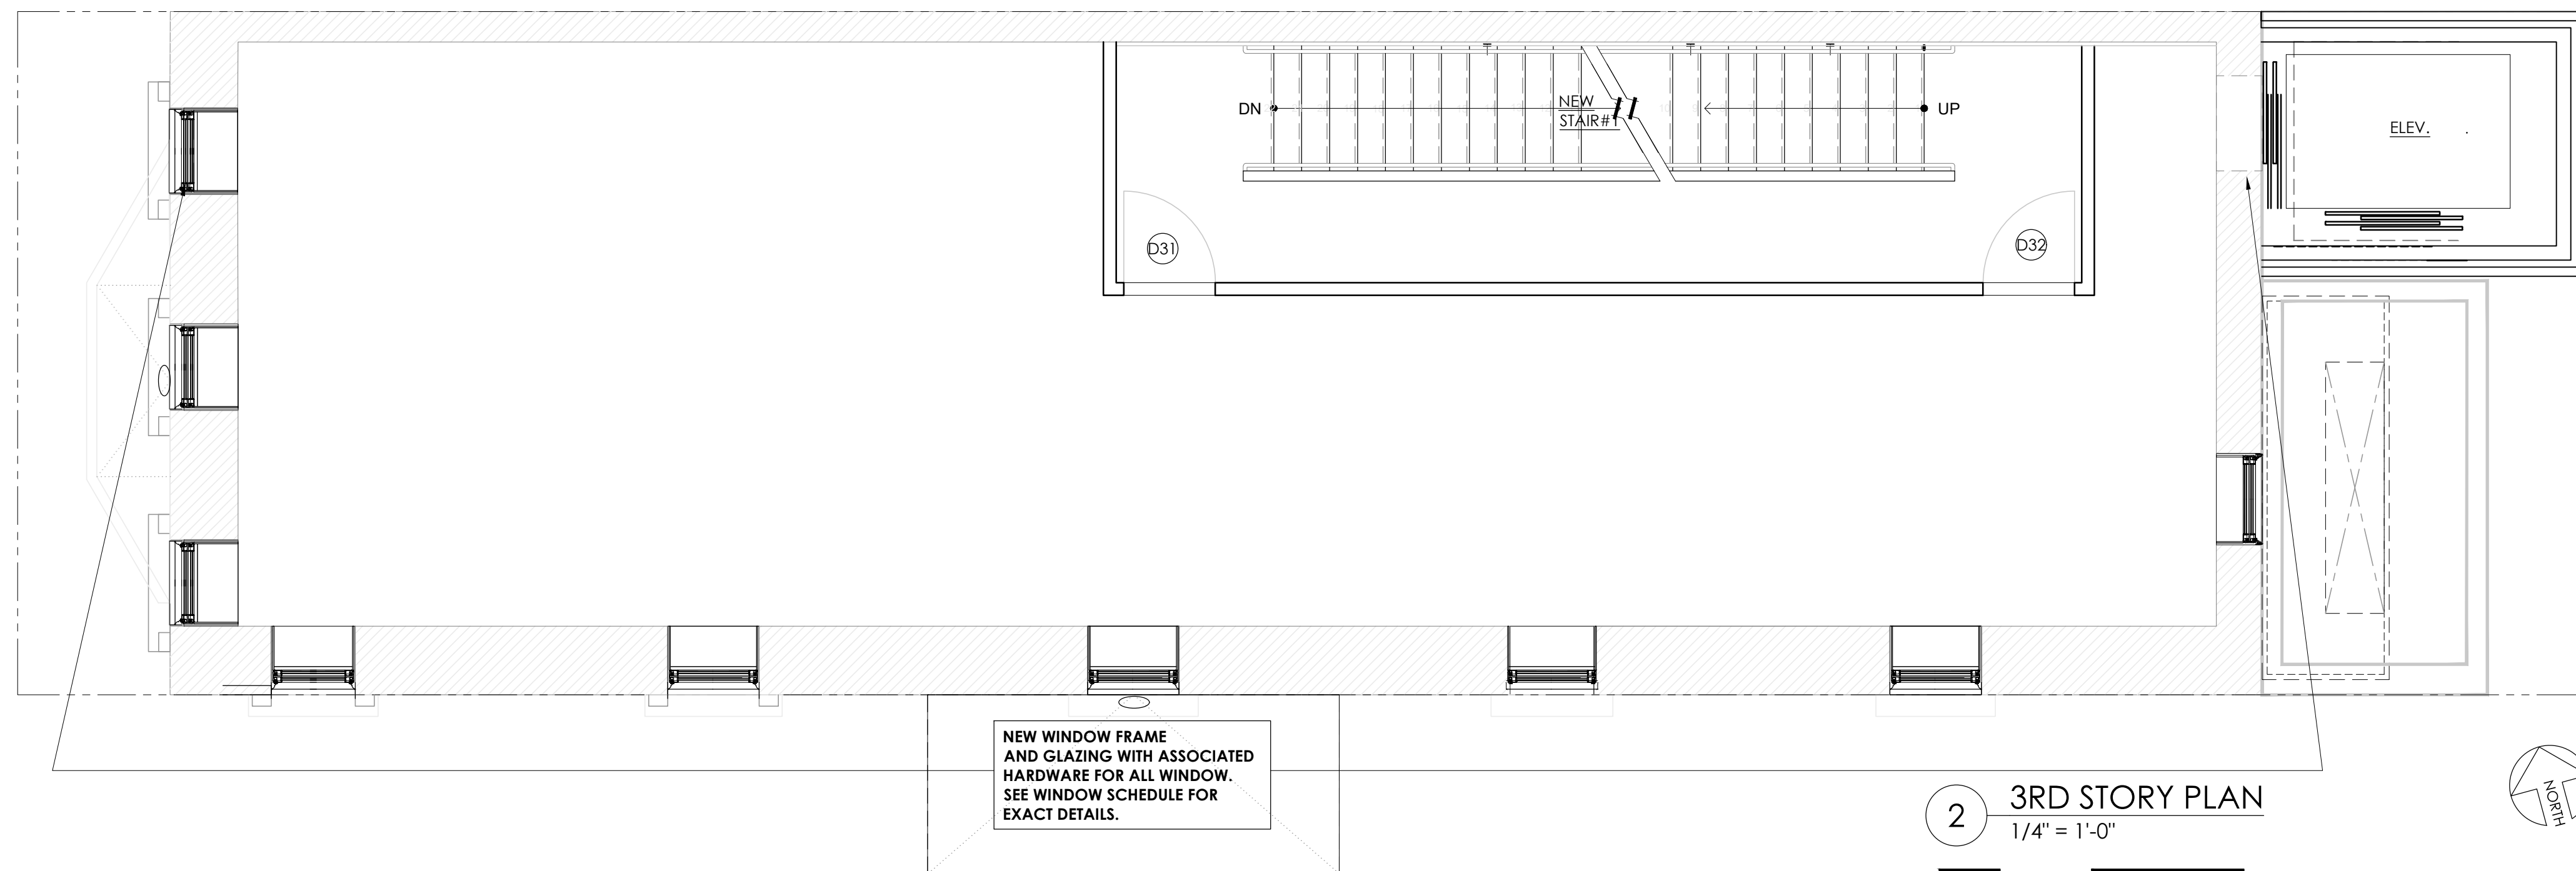 DN
NEW
STAIR#1
UP
ELEV.
D31
D32
NEW WINDOW FRAME
AND GLAZING WITH ASSOCIATED
HARDWARE FOR ALL WINDOW.
SEE WINDOW SCHEDULE FOR
EXACT DETAILS.
2
3RD STORY PLAN
1/4" = 1'-0"
NORTH